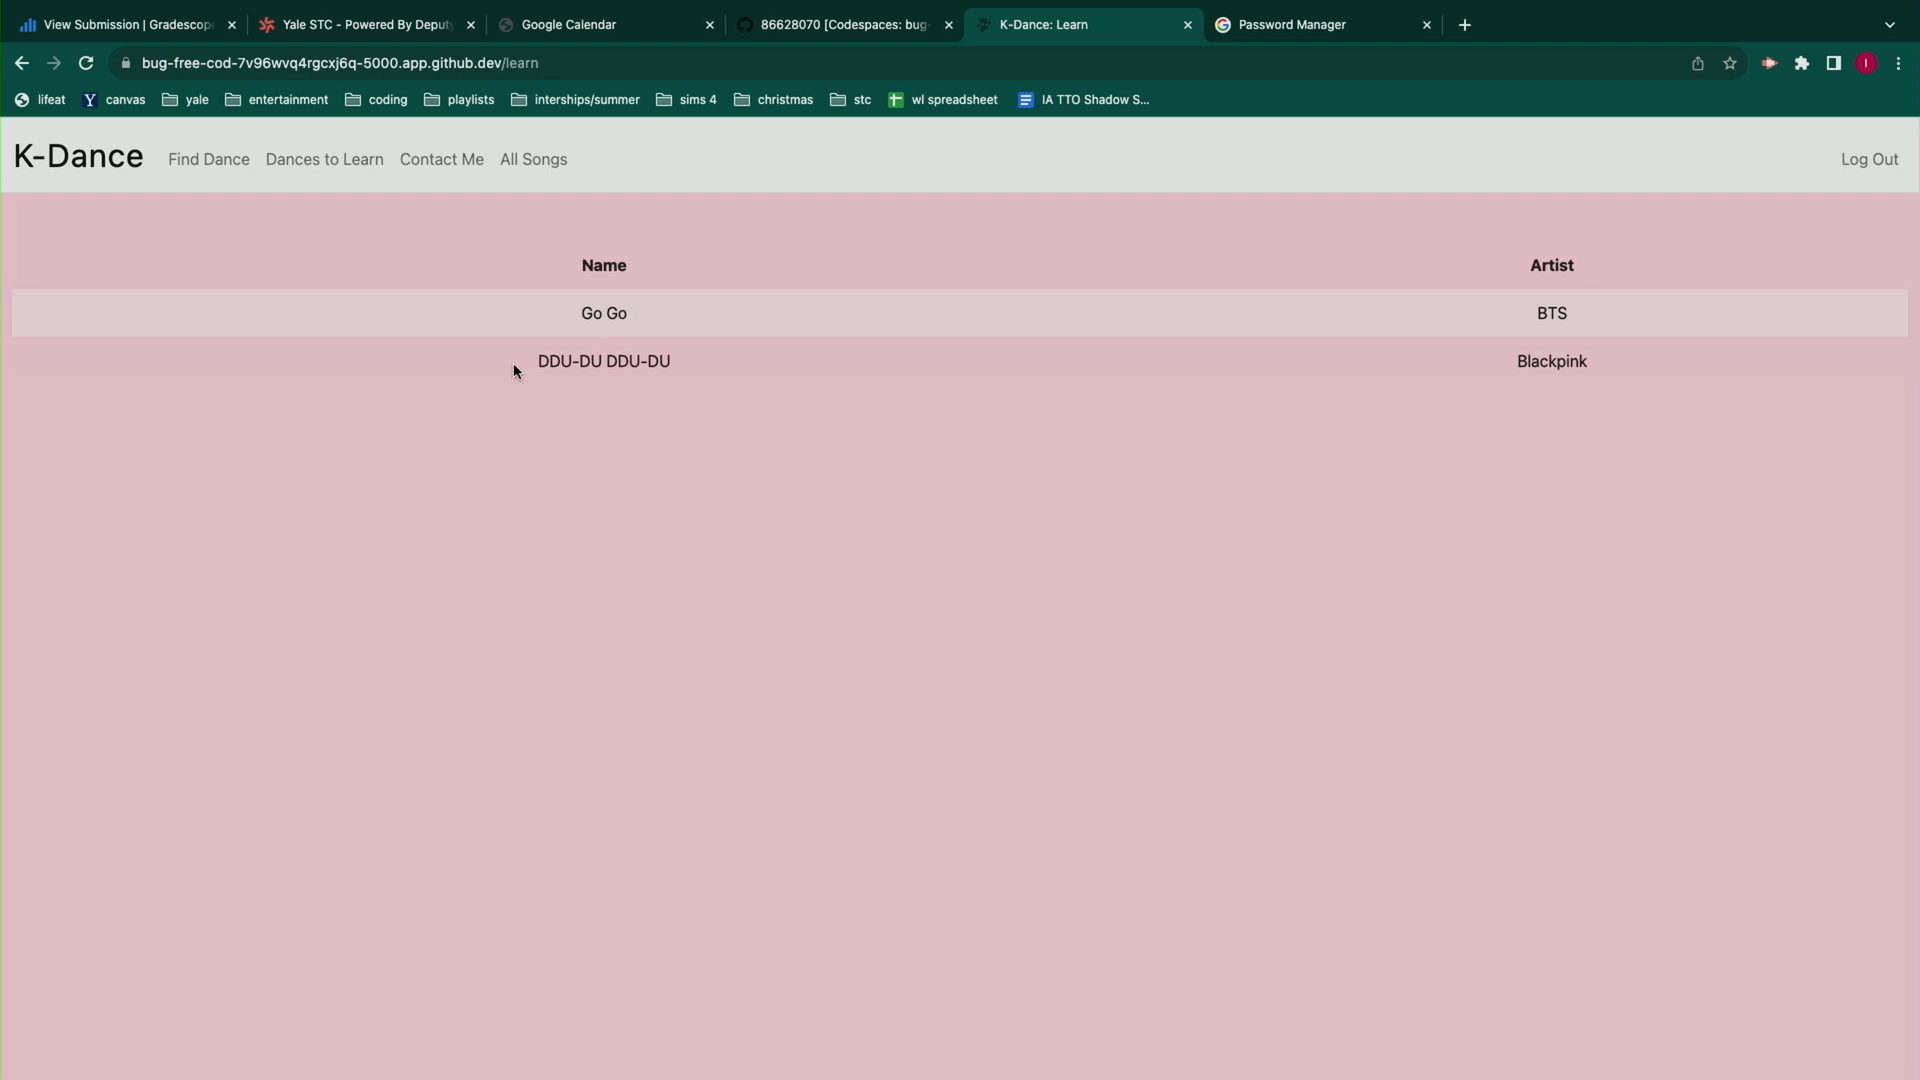 View Submission | Gradescop
Yale STC - Powered By Deput
Google Calendar
86628070 [Codespaces: bug-
K-Dance: Learn
Password Manager
bug-free-cod-7v96wvq4rgcxj6q-5000.app.github.dev/learn
I
lifeat
Y canvas
yale
entertainment
coding
playlists
interships/summer
sims 4
christmas
stc
wl spreadsheet
IA TTO Shadow S...
K-Dance Find Dance Dances to Learn Contact Me All Songs Log Out
Name Artist
Go Go BTS
DDU-DU DDU-DU Blackpink